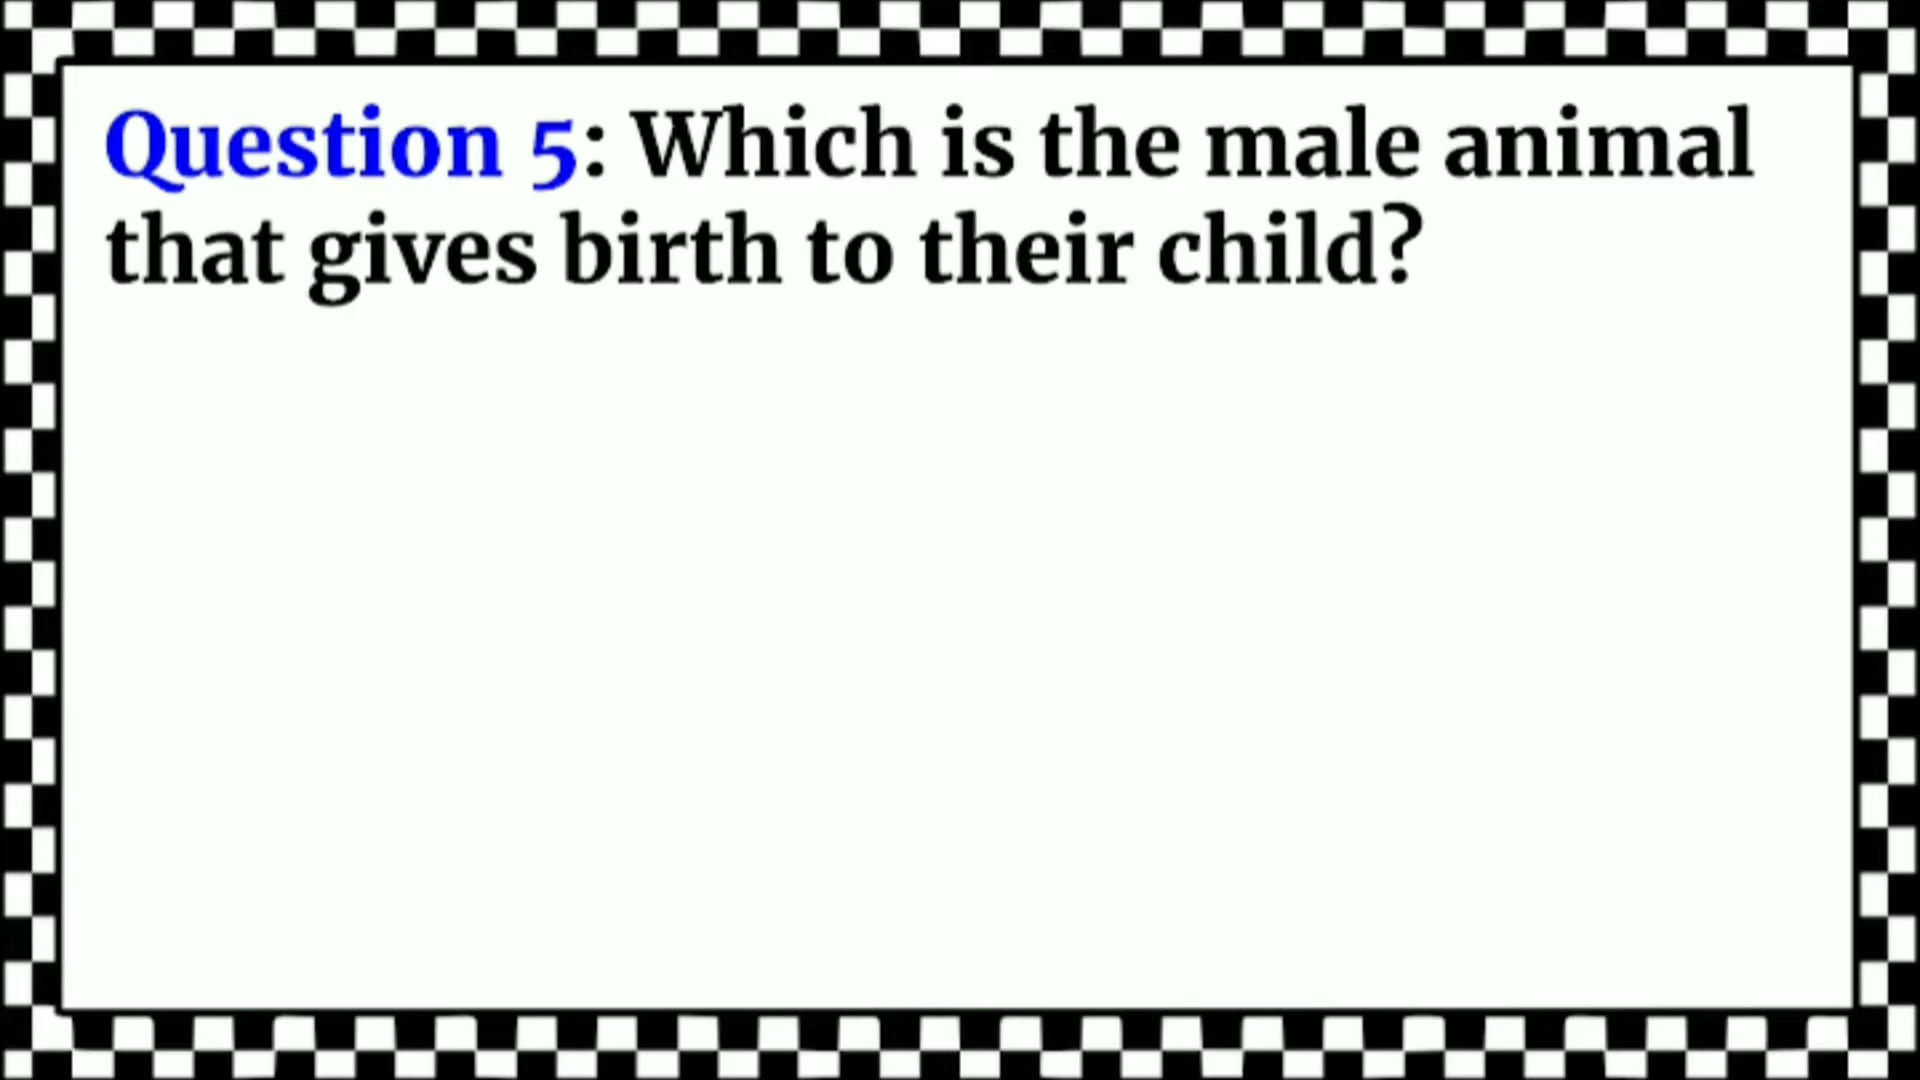 Question 5: Which is the male animal
that gives birth to their child?